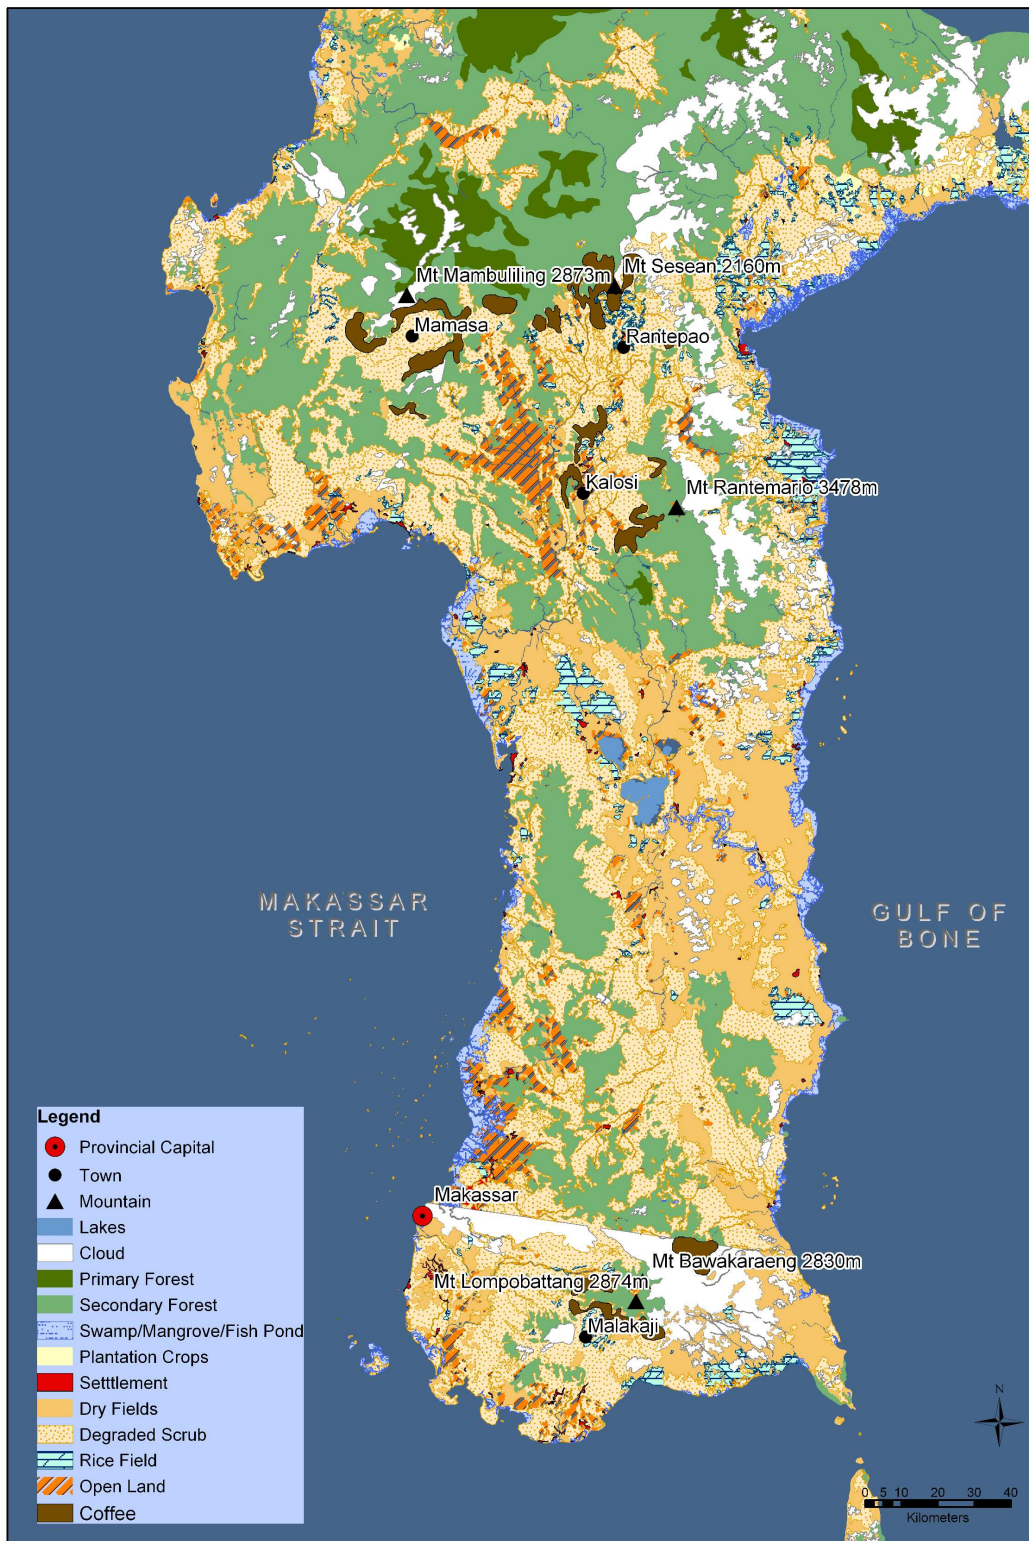 Mt Mambuliling 2873m
Mt Sesean 2160m
Mamasa
Rantepao
Kalosi
Mt Rantemario 3478m
MAKASSAR
STRAIT
GULF OF
BONE
Makassar
Mt Bawakaraeng 2830m
Mt Lompobattang 2874m
Malakaji
Legend
Provincial Capital
Town
Mountain
Lakes
Cloud
Primary Forest
Secondary Forest
Swamp/Mangrove/Fish Pond
Plantation Crops
Setttlement
Dry Fields
Degraded Scrub
Rice Field
Open Land
Coffee
N
0 5 10 20 30 40
Kilometers